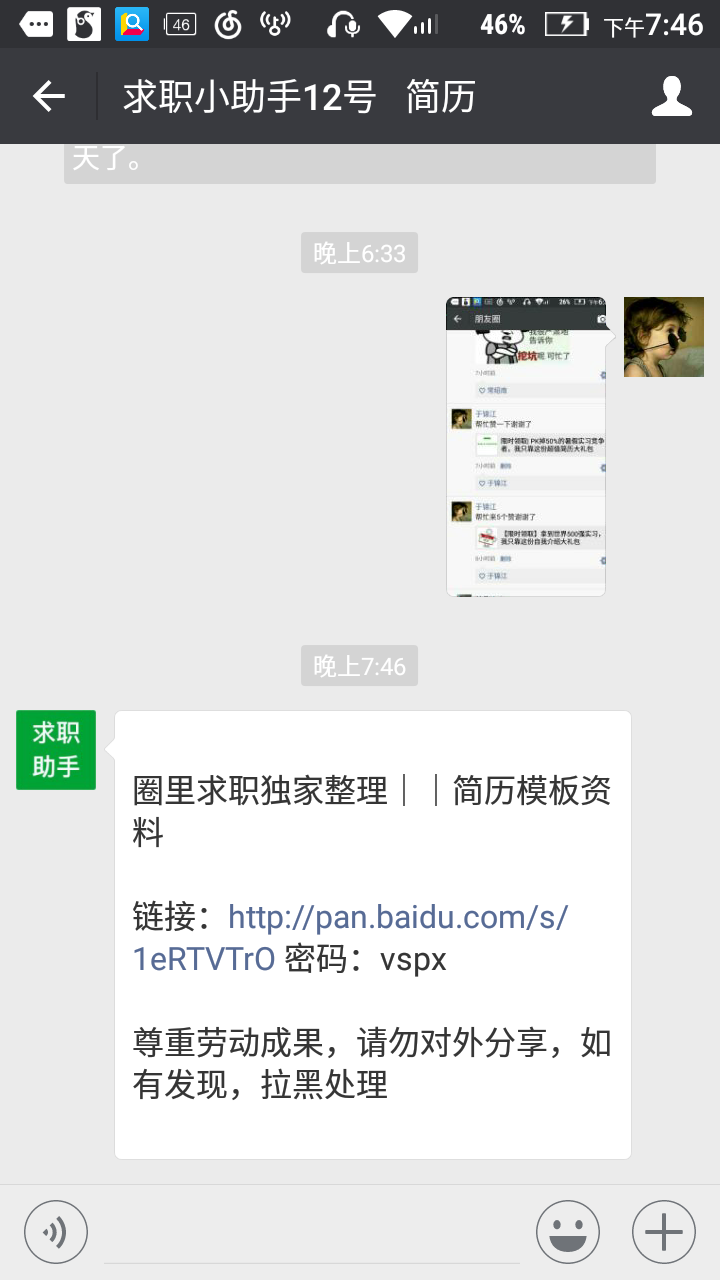 46
46%
下午7:46
求职小助手12号 简历
天了。
晚上6:33
朋友圈
告诉你
挖坑呢 可忙了
于锦江
帮忙赞一下谢谢了
限时领取| PK掉50%的暑假实习竞争
者，我只靠这份超值简历大礼包
于锦江
于锦江
帮忙来5个赞谢谢了
【限时领取】拿到世界500强实习，
我只靠这份自我介绍大礼包
于锦江
晚上7:46
求职
助手
圈里求职独家整理｜｜简历模板资
料
链接：http://pan.baidu.com/s/
1eRTVTrO 密码：vspx
尊重劳动成果，请勿对外分享，如
有发现，拉黑处理